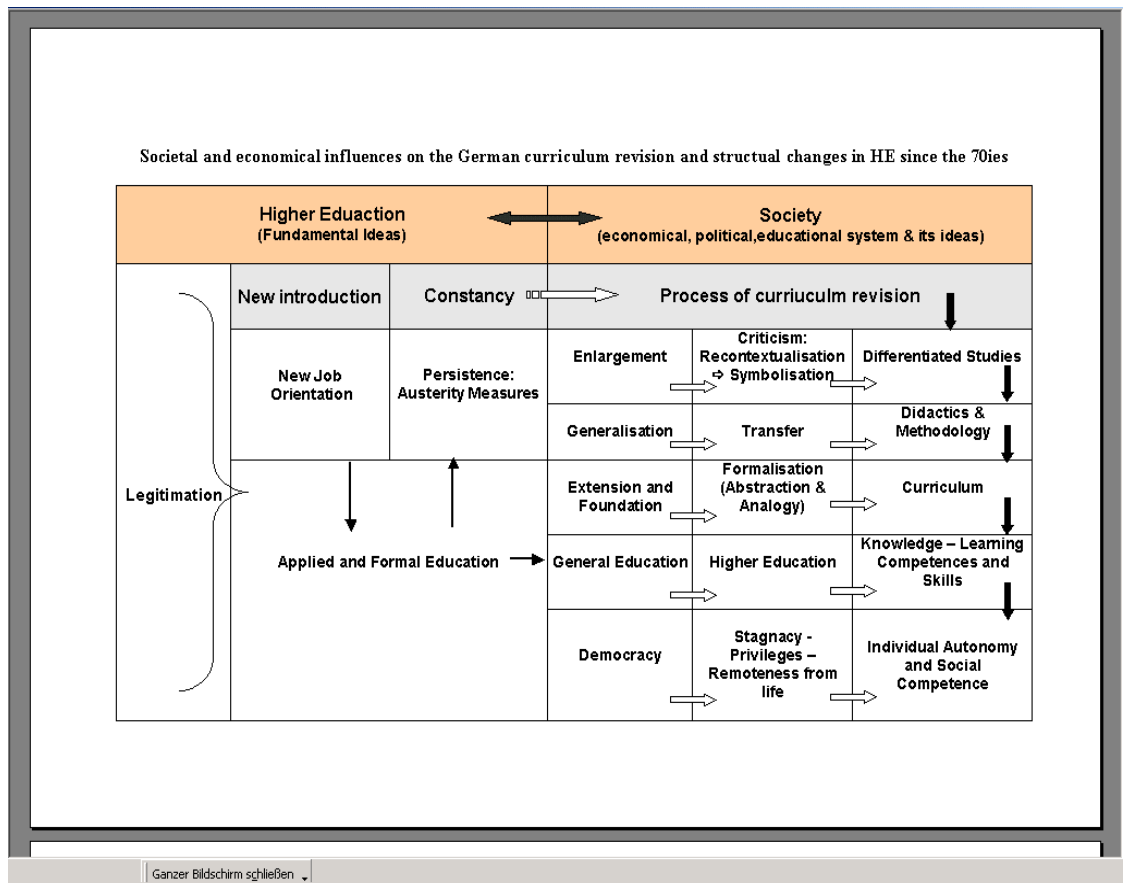 Societal and economical influences on the German curriculum revision and structual changes in HE since the 70ies
Higher Eduaction
(Fundamental Ideas)
Society
(economical, political,educational system & its ideas)
New introduction
Constancy
Process of curriuculm revision
Legitimation
New Job
Orientation
Persistence:
Austerity Measures
Applied and Formal Education
Enlargement
Criticism:
Recontextualisation
⇨ Symbolisation
Differentiated Studies
Generalisation
Transfer
Didactics &
Methodology
Extension and
Foundation
Formalisation
(Abstraction &
Analogy)
Curriculum
General Education
Higher Education
Knowledge – Learning
Competences and
Skills
Democracy
Stagnacy -
Privileges –
Remoteness from
life
Individual Autonomy
and Social
Competence
Ganzer Bildschirm schließen